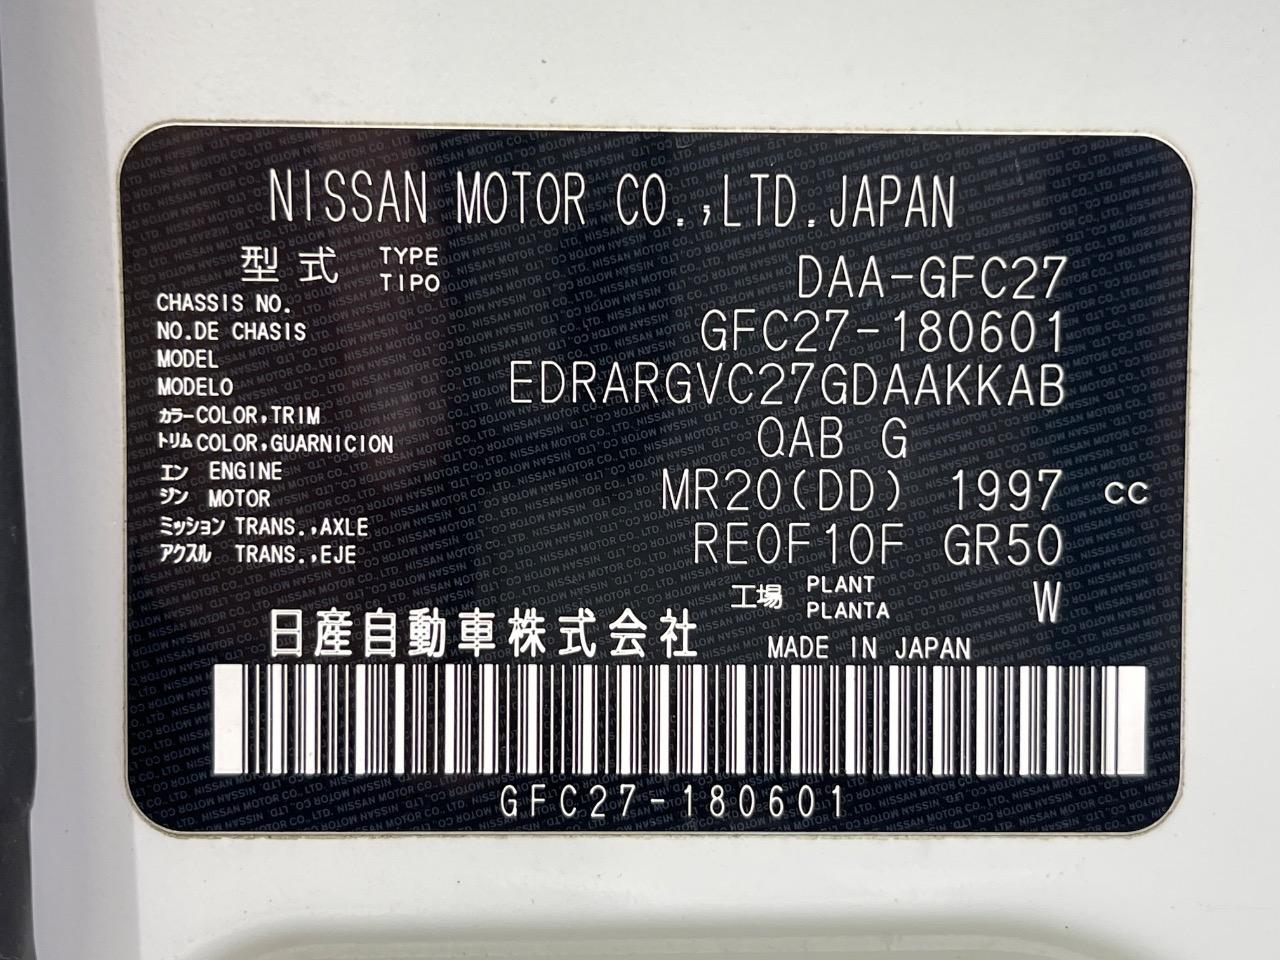 NISSAN MOTOR CO.,LTD.JAPAN
型式 TYPE TIPO DAA-GFC27
CHASSIS NO.
NO.DE CHASIS GFC27-180601
MODEL
MODELO EDRARGVC27GDAAKKAB
カラー COLOR,TRIM
トリム COLOR,GUARNICION QAB G
エン ENGINE
ジン MOTOR MR20(DD) 1997 CC
ミッション TRANS.,AXLE
アクスル TRANS.,EJE RE0F10F GR50
工場 PLANT PLANTA W
日産自動車株式会社 MADE IN JAPAN
GFC27-180601